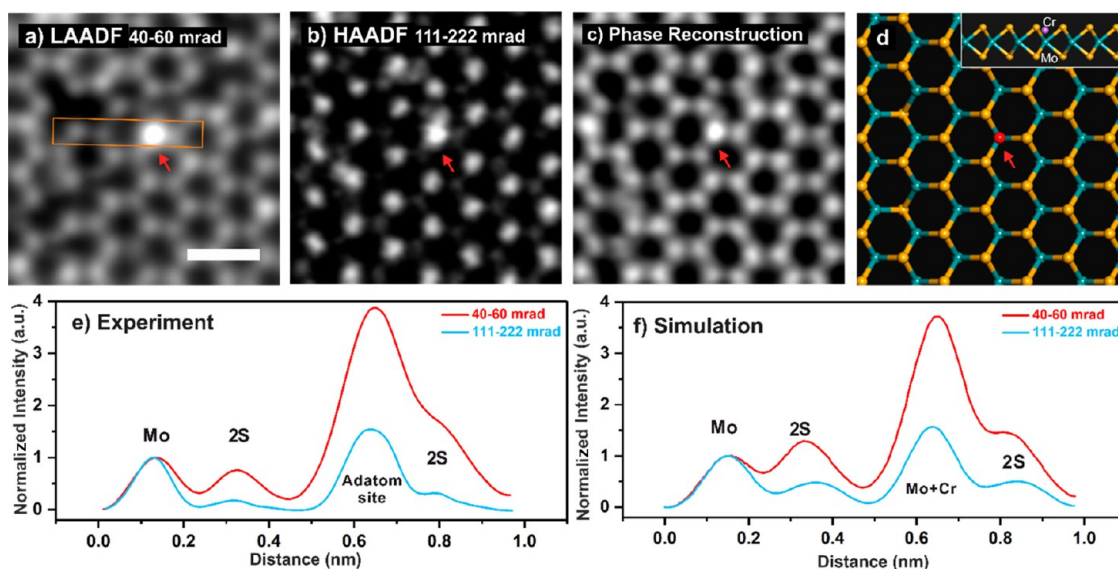 a) LAADF 40-60 mrad
b) HAADF 111-222 mrad
c) Phase Reconstruction
d
Cr
Mo
e) Experiment
40-60 mrad
111-222 mrad
Normalized Intensity (a.u.)
4
3
2
1
0
Mo
2S
Adatom
site
2S
0.0 0.2 0.4 0.6 0.8 1.0
Distance (nm)
f) Simulation
40-60 mrad
111-222 mrad
Normalized Intensity (a.u.)
4
3
2
1
0
Mo
2S
Mo+Cr
2S
0.0 0.2 0.4 0.6 0.8 1.0
Distance (nm)